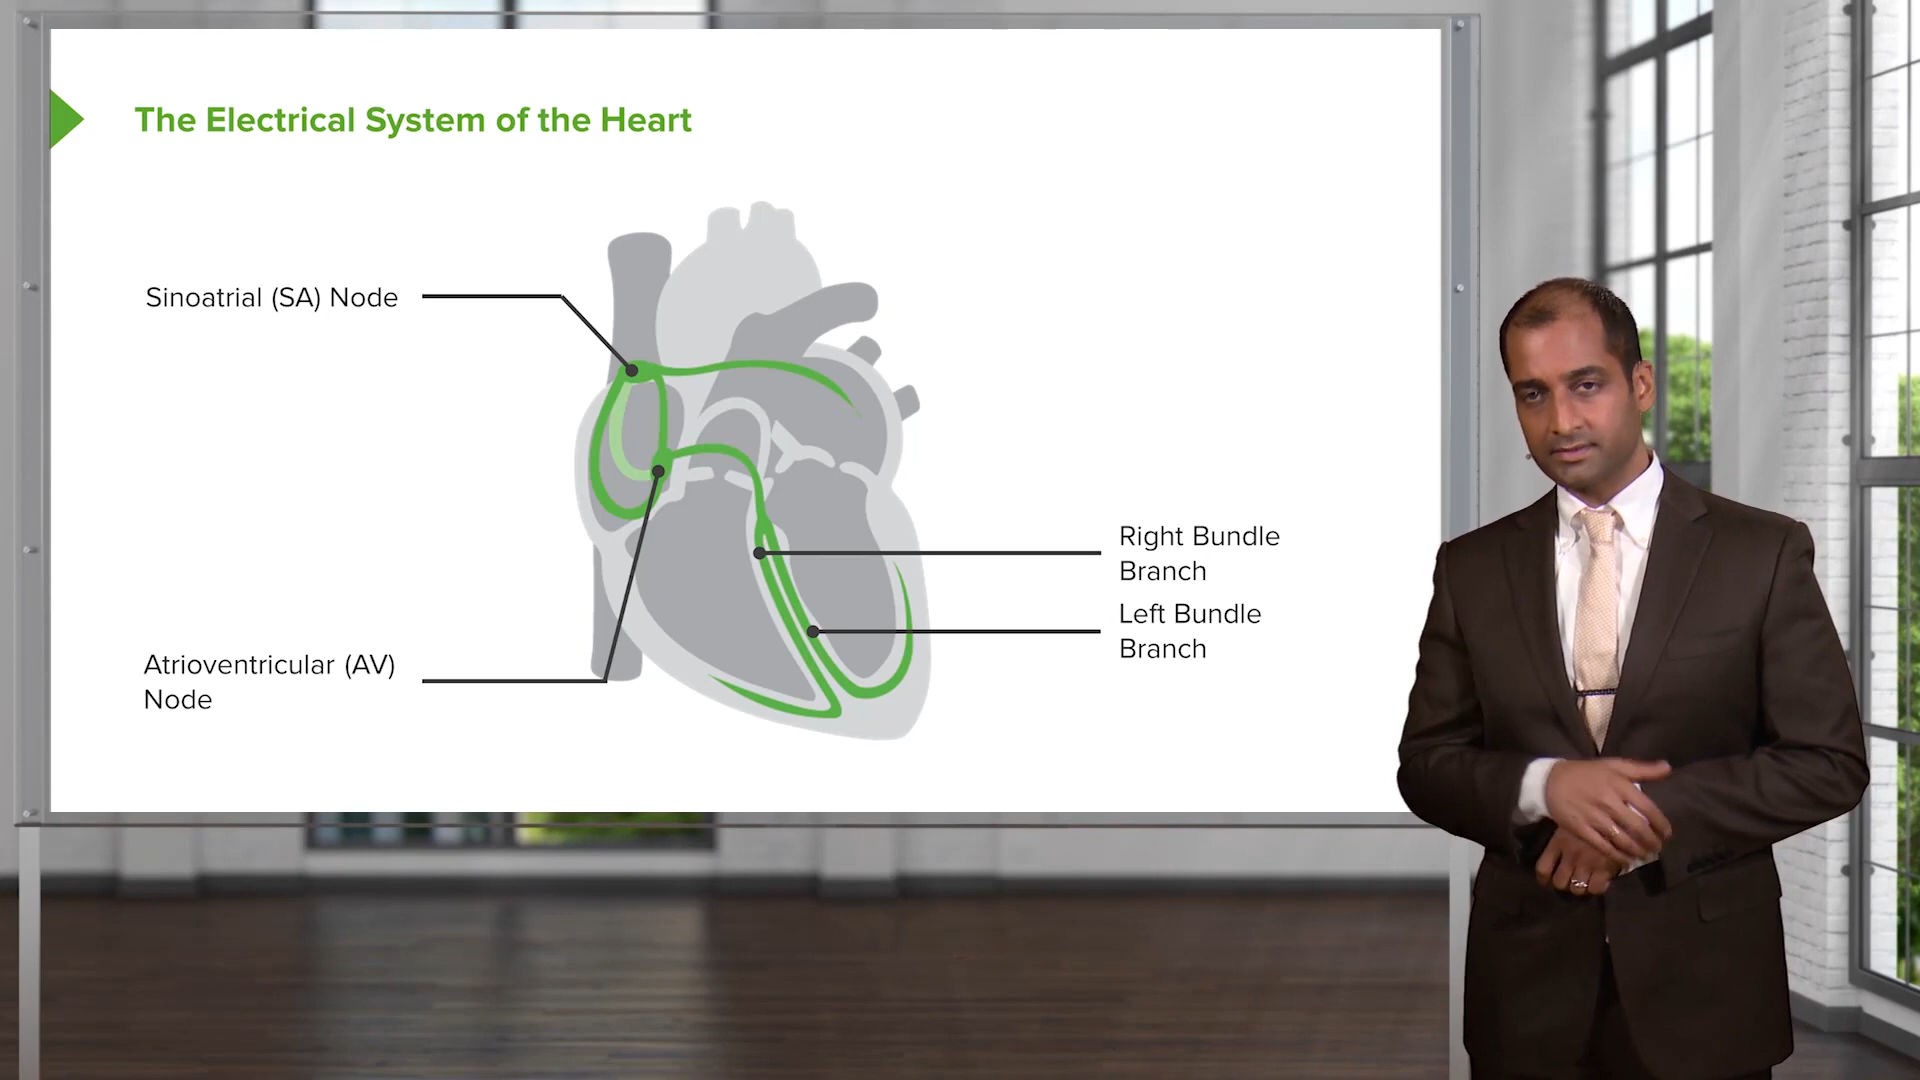 The Electrical System of the Heart
Sinoatrial (SA) Node
Right Bundle
Branch
Left Bundle
Branch
Atrioventricular (AV)
Node